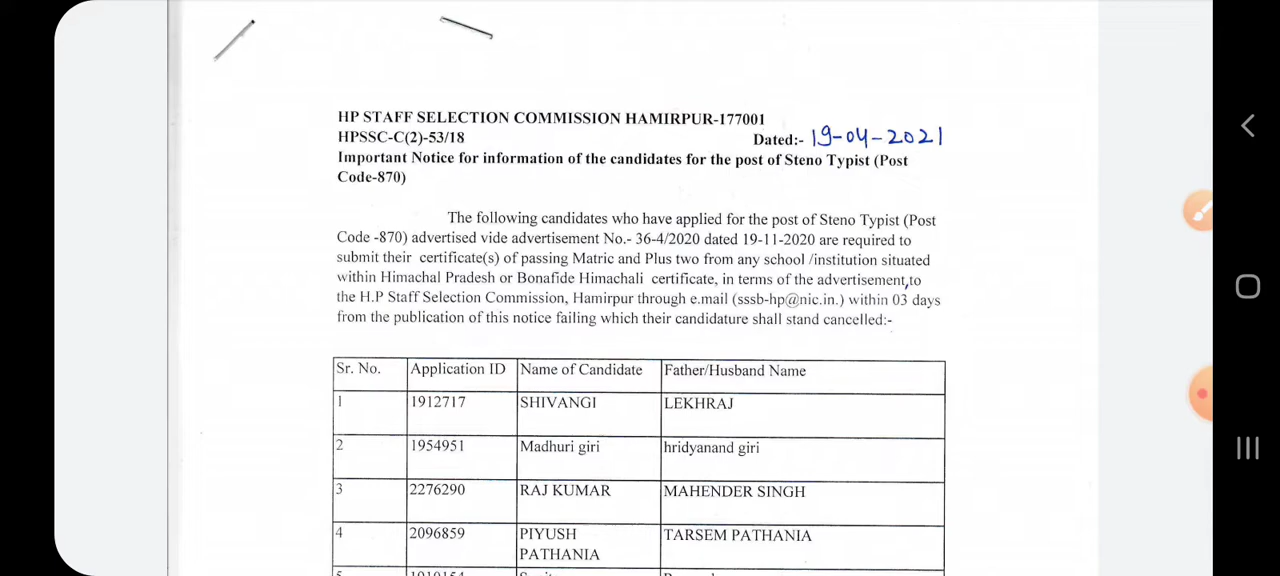 HP STAFF SELECTION COMMISSION HAMIRPUR-177001
HPSSC-C(2)-53/18 Dated:- 19-04-2021
Important Notice for information of the candidates for the post of Steno Typist (Post
Code-870)
The following candidates who have applied for the post of Steno Typist (Post
Code -870) advertised vide advertisement No.- 36-4/2020 dated 19-11-2020 are required to
submit their certificate(s) of passing Matric and Plus two from any school /institution situated
within Himachal Pradesh or Bonafide Himachali certificate, in terms of the advertisement,to
the H.P Staff Selection Commission, Hamirpur through e.mail (sssb-hp@nic.in.) within 03 days
from the publication of this notice failing which their candidature shall stand cancelled:-
Sr. No. Application ID Name of Candidate Father/Husband Name
1 1912717 SHIVANGI LEKHRAJ
2 1954951 Madhuri giri hridyanand giri
3 2276290 RAJ KUMAR MAHENDER SINGH
4 2096859 PIYUSH TARSEM PATHANIA
PATHANIA